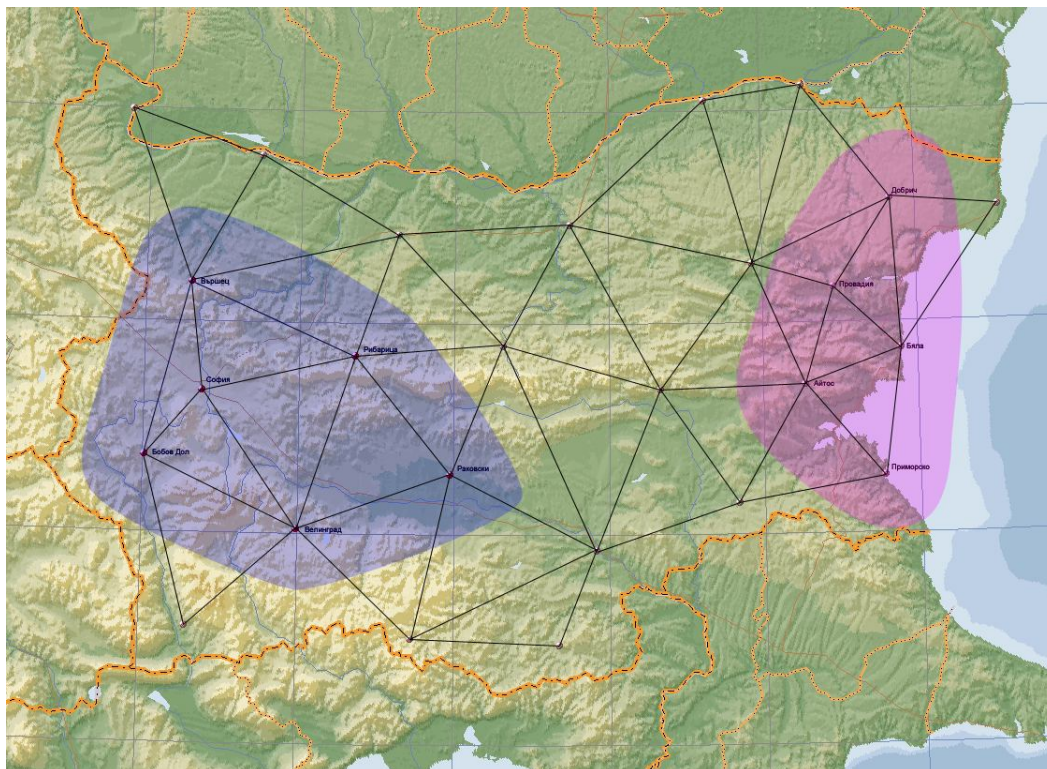 Добрич
Вършец
Провадия
Бяла
Рибарица
София
Айтос
Бобов Дол
Раковски
Приморско
Велинград